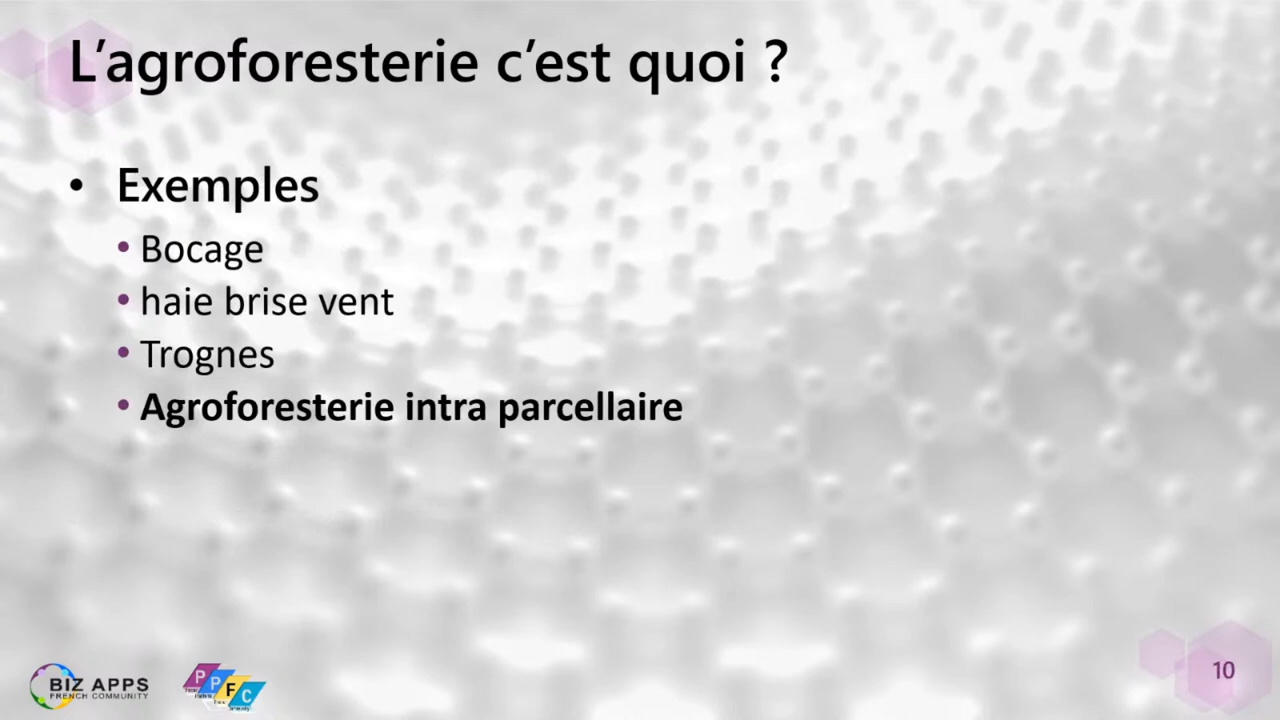 L’agroforesterie c’est quoi ?
• Exemples
• Bocage
• haie brise vent
• Trognes
• Agroforesterie intra parcellaire
BIZ APPS
FRENCH COMMUNITY
P P F C
10